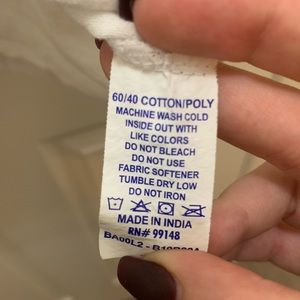 60/40 COTTON/POLY
MACHINE WASH COLD
INSIDE OUT WITH
LIKE COLORS
DO NOT BLEACH
DO NOT USE
FABRIC SOFTENER
TUMBLE DRY LOW
DO NOT IRON
MADE IN INDIA
RN# 99148